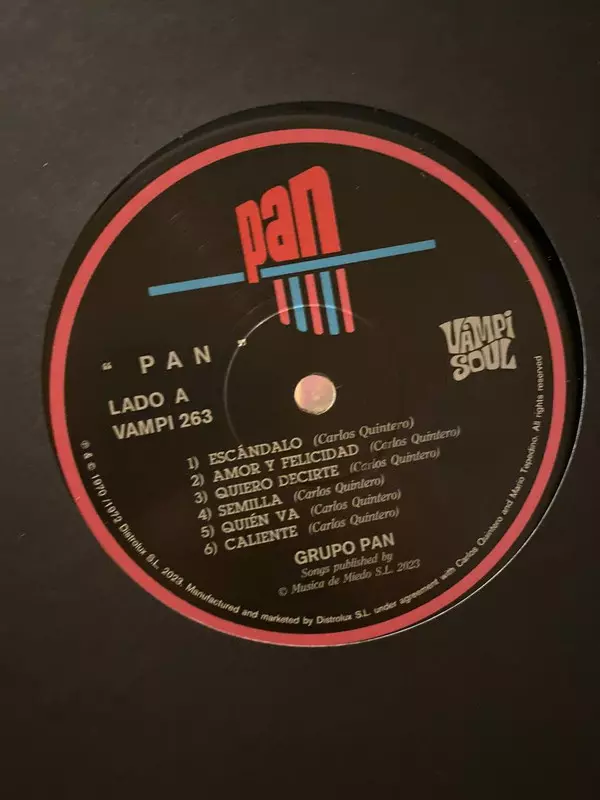 pan
VAMPI
SOUL
" PAN "
LADO A
VAMPI 263
1) ESCÁNDALO (Carlos Quintero)
2) AMOR Y FELICIDAD (Carlos Quintero)
3) QUIERO DECIRTE (Carlos Quintero)
4) SEMILLA (Carlos Quintero)
5) QUIÉN VA (Carlos Quintero)
6) CALIENTE (Carlos Quintero)
GRUPO PAN
Songs published by
© Musica de Miedo S.L. 2023
℗ & © 1970 /1972 Distrolux S.L. 2023. Manufactured and marketed by Distrolux S.L. under agreement with Carlos Quintero and Mario Tepedino. All rights reserved